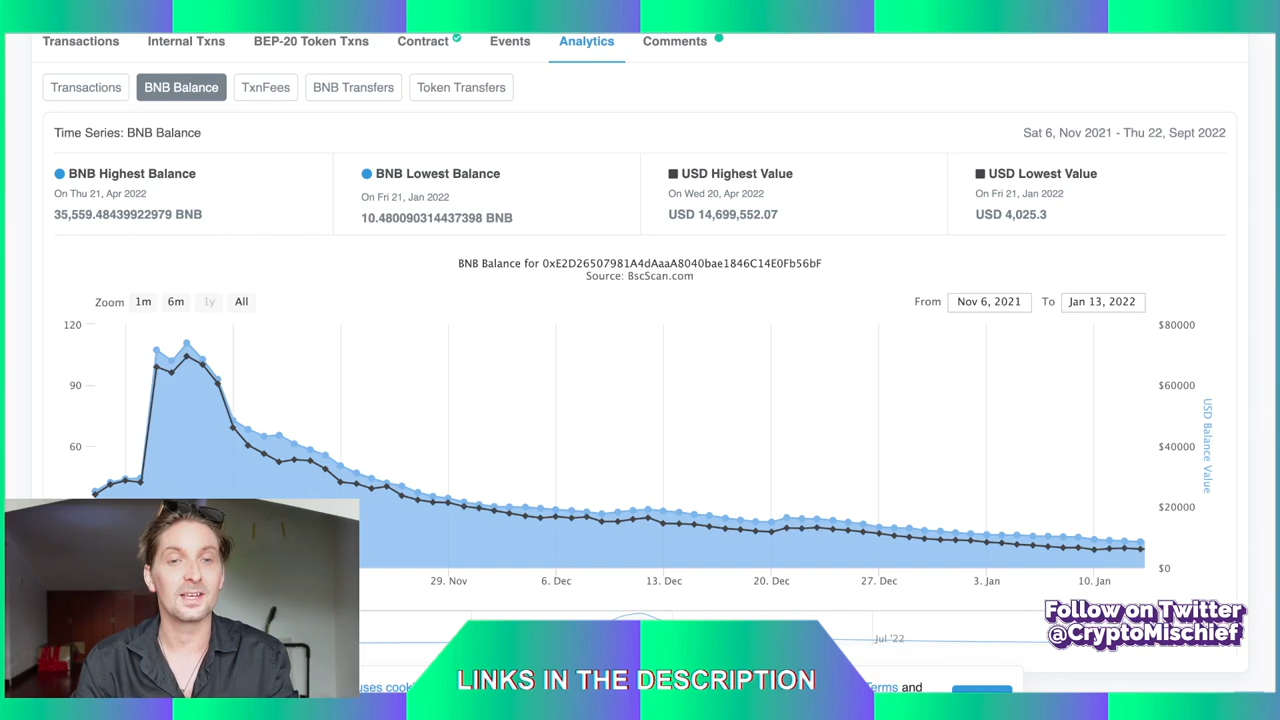 Transactions Internal Txns BEP-20 Token Txns Contract Events Analytics Comments
Transactions BNB Balance TxnFees BNB Transfers Token Transfers
Time Series: BNB Balance Sat 6, Nov 2021 - Thu 22, Sept 2022
BNB Highest Balance BNB Lowest Balance USD Highest Value USD Lowest Value
On Thu 21, Apr 2022 On Fri 21, Jan 2022 On Wed 20, Apr 2022 On Fri 21, Jan 2022
35,559.48439922979 BNB 10.480090314437398 BNB USD 14,699,552.07 USD 4,025.3
BNB Balance for 0xE2D26507981A4dAaaA8040bae1846C14E0Fb56bF
Source: BscScan.com
Zoom 1m 6m 1y All From Nov 6, 2021 To Jan 13, 2022
120 $80000
90 $60000
60 $40000
USD Balance Value
$20000
$0
29. Nov 6. Dec 13. Dec 20. Dec 27. Dec 3. Jan 10. Jan
Follow on Twitter
@CryptoMischief
Jul '22
LINKS IN THE DESCRIPTION
uses Terms and